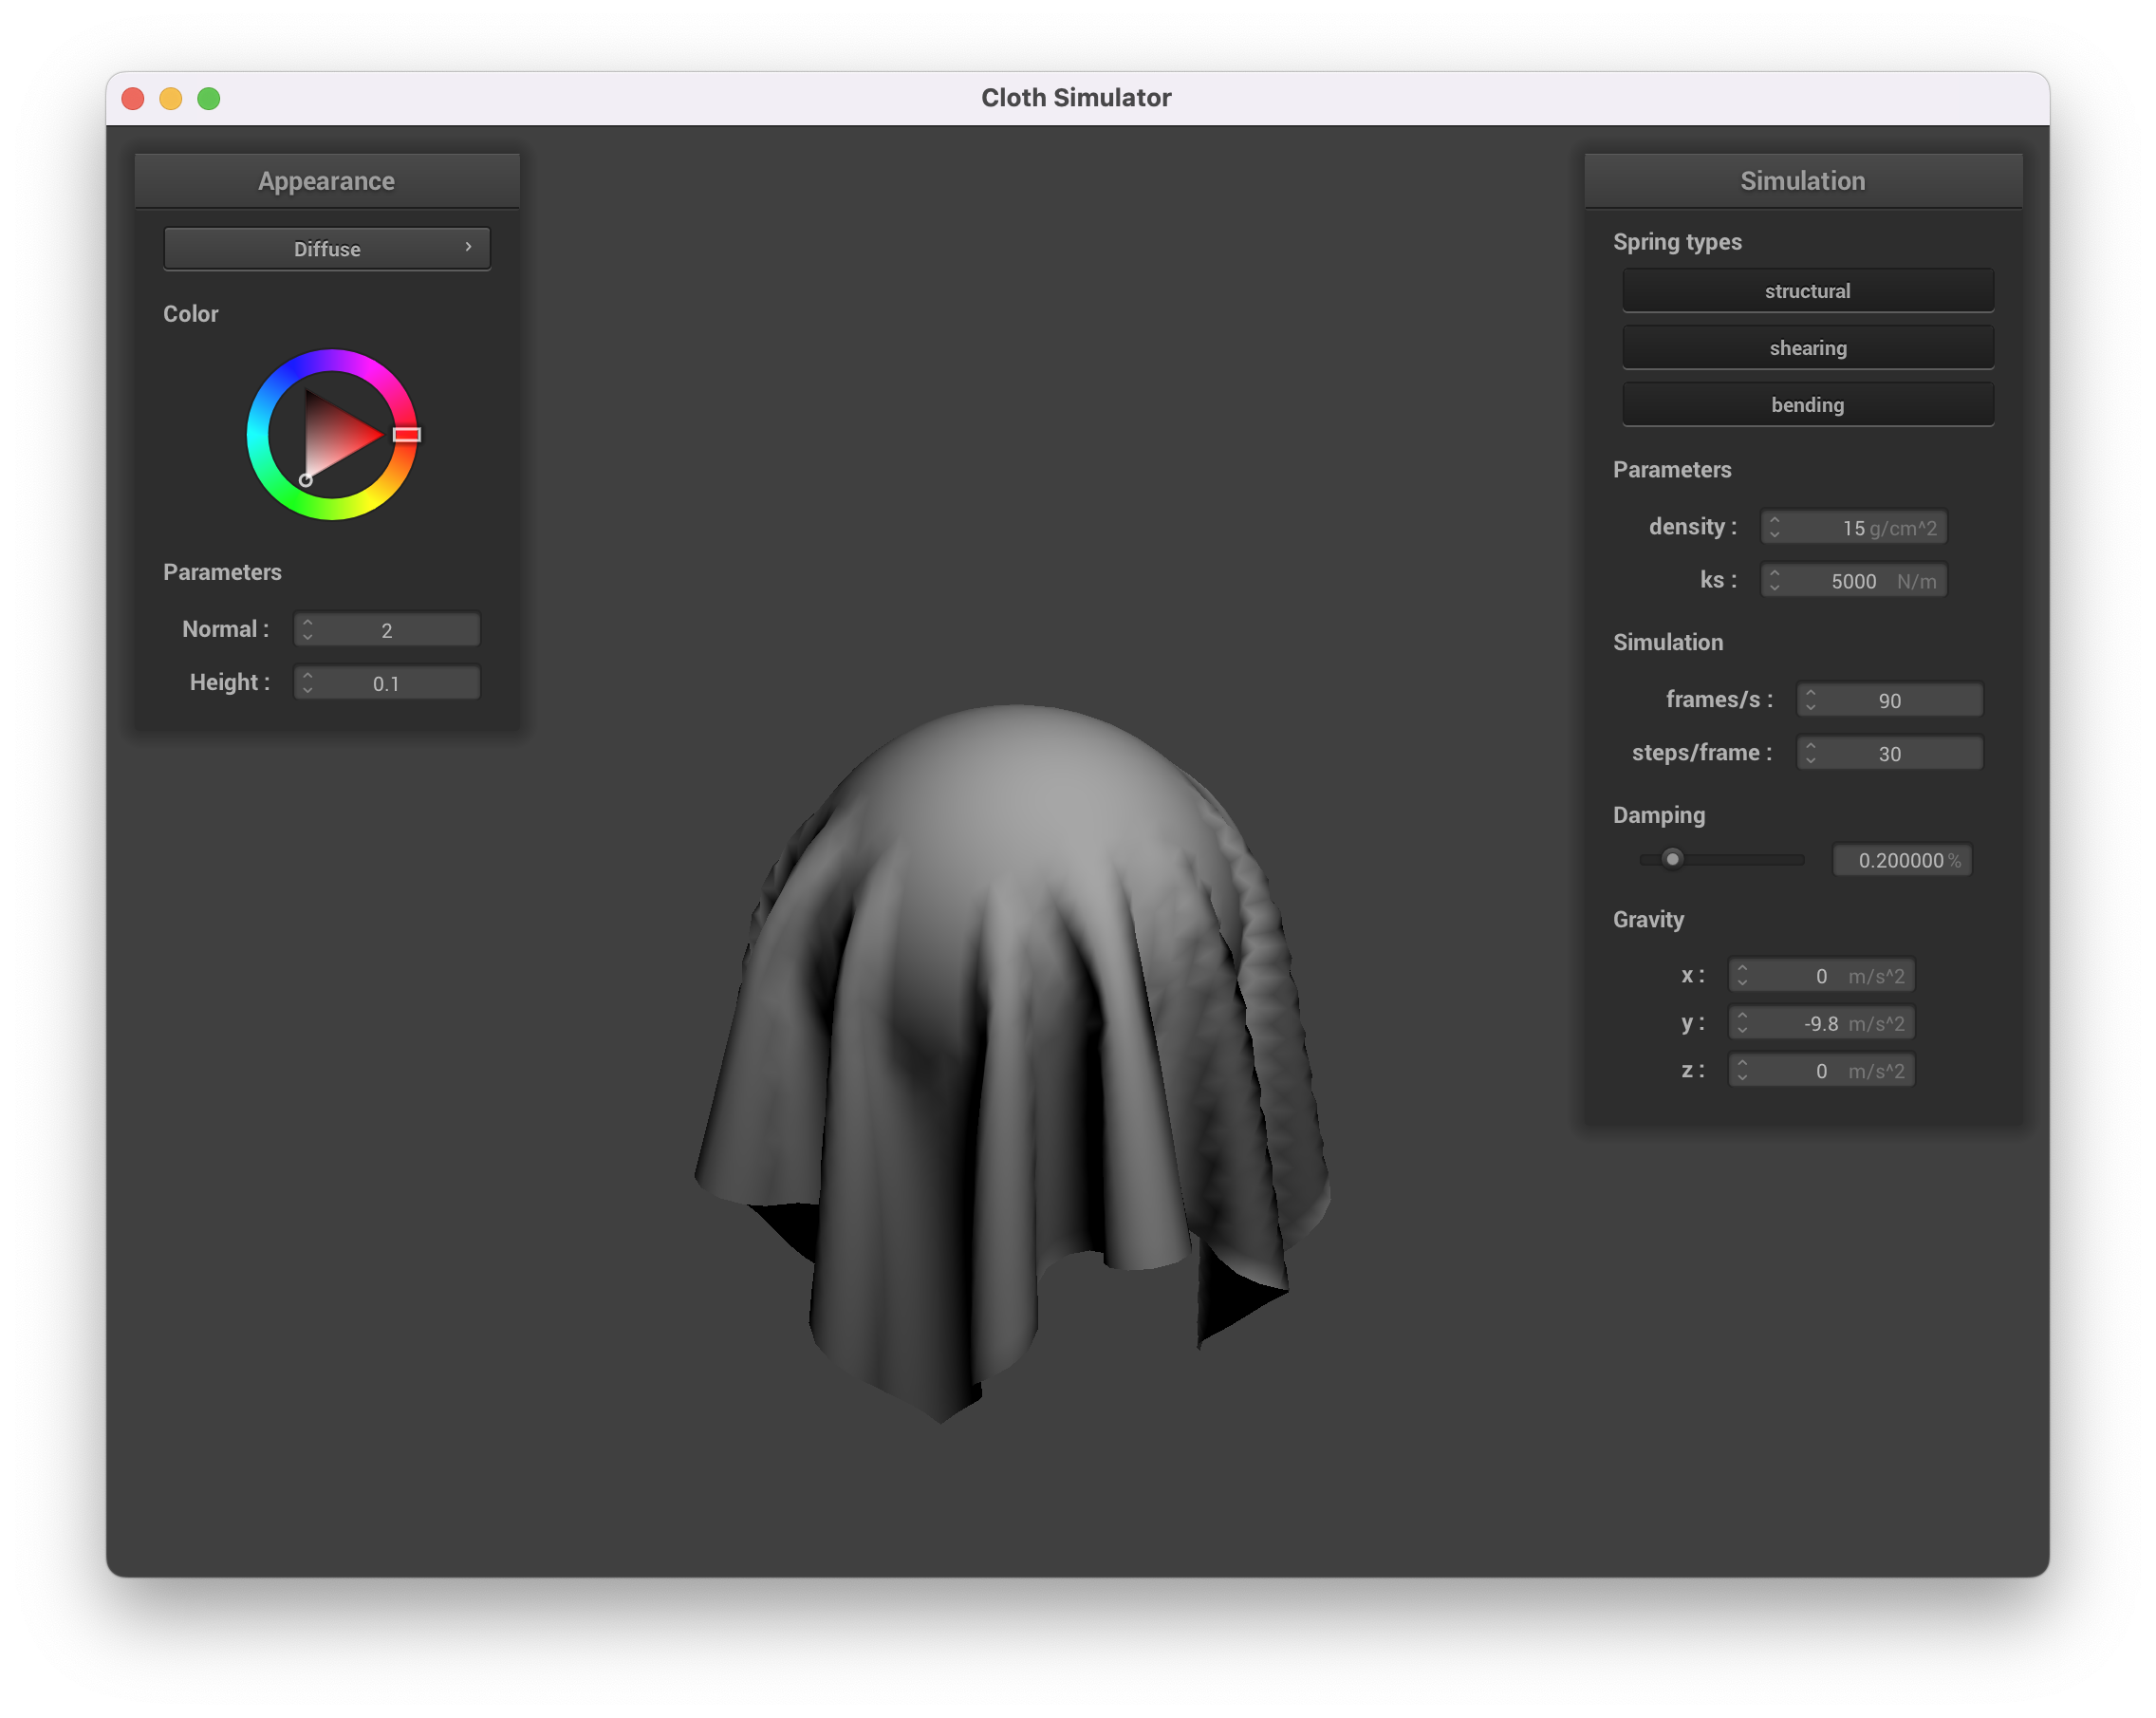 Cloth Simulator
Appearance
Diffuse
Color
Parameters
Normal : 2
Height : 0.1
Simulation
Spring types
structural
shearing
bending
Parameters
density : 15 g/cm^2
ks : 5000 N/m
Simulation
frames/s : 90
steps/frame : 30
Damping
0.200000 %
Gravity
x : 0 m/s^2
y : -9.8 m/s^2
z : 0 m/s^2